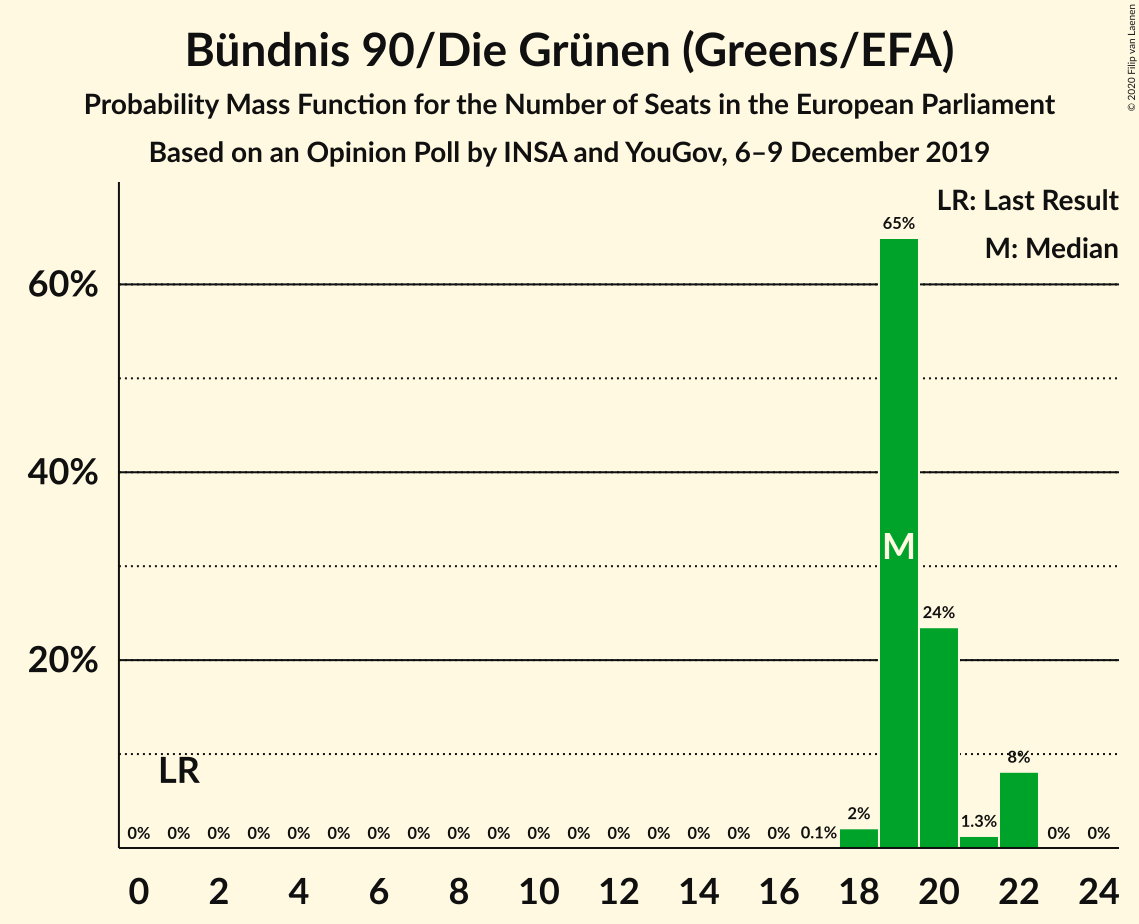 Bündnis 90/Die Grünen (Greens/EFA)
Probability Mass Function for the Number of Seats in the European Parliament
Based on an Opinion Poll by INSA and YouGov, 6–9 December 2019
© 2020 Filip van Laenen
LR: Last Result
M: Median
60%
40%
20%
65%
M
24%
8%
LR
0% 0% 0% 0% 0% 0% 0% 0% 0% 0% 0% 0% 0% 0% 0% 0% 0% 0.1% 2% 1.3% 0% 0%
0 2 4 6 8 10 12 14 16 18 20 22 24